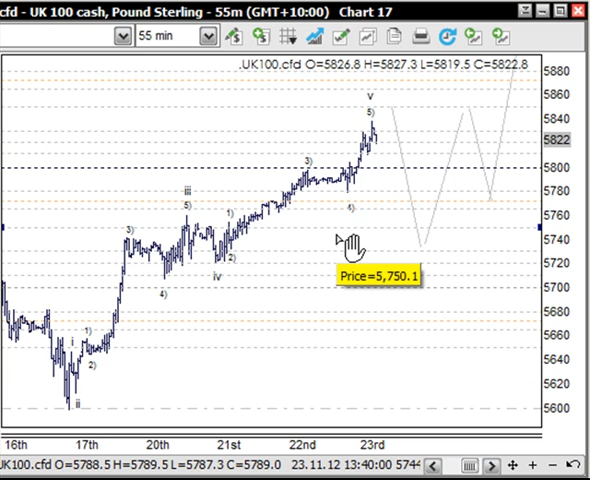 cfd - UK 100 cash, Pound Sterling - 55m (GMT+10:00) Chart 17
55 min
.UK100.cfd O=5826.8 H=5827.3 L=5819.5 C=5822.8
5880
5860
5840
5822
5800
5780
5760
5740
5720
5700
5680
5660
5640
5620
5600
v
5)
3)
4)
iii
5)
1)
3)
2)
iv
4)
i
1)
2)
ii
Price=5,750.1
16th 17th 20th 21st 22nd 23rd
UK100.cfd O=5788.5 H=5789.5 L=5787.3 C=5789.0 23.11.12 13:40:00 574